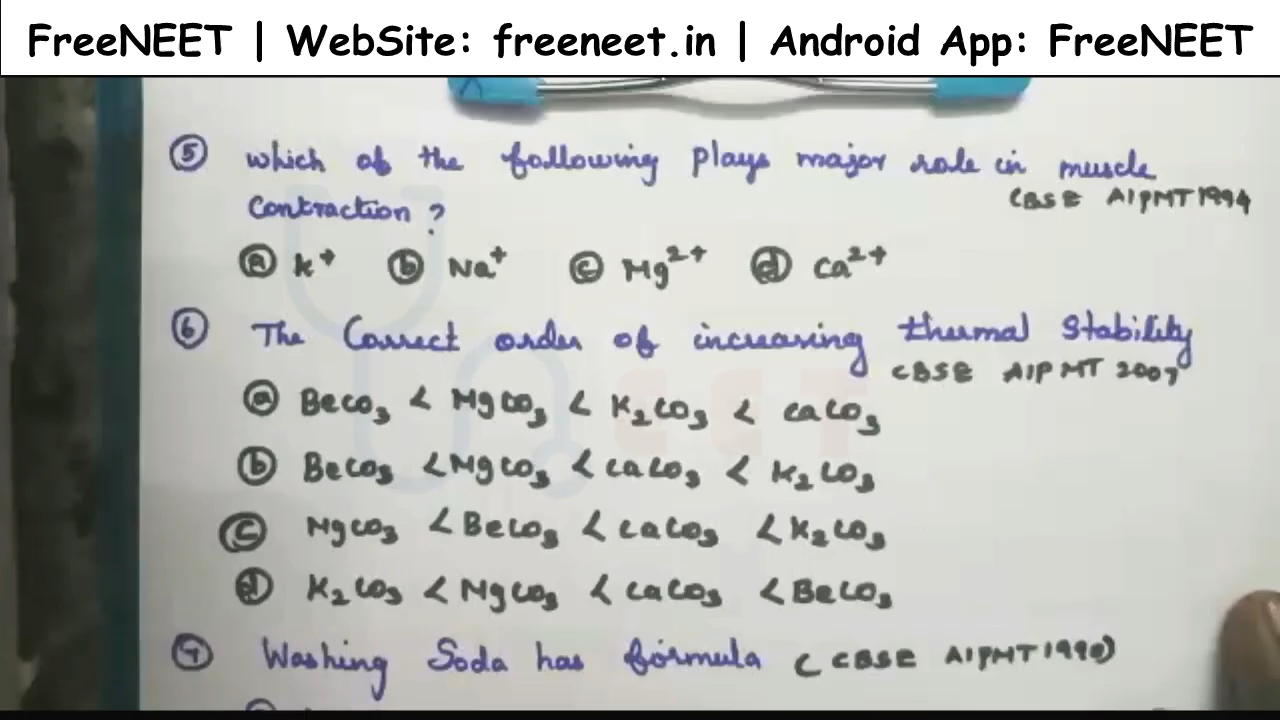 FreeNEET | WebSite: freeneet.in | Android App: FreeNEET
⑤ which of the following plays major role in muscle
Contraction? CBSE AIPMT 1994
ⓐ K⁺ ⓑ Na⁺ ⓒ Mg²⁺ ⓓ Ca²⁺
⑥ The Correct order of increasing thermal Stability
CBSE AIPMT 2007
ⓐ BeCO₃ < MgCO₃ < K₂CO₃ < CaCO₃
ⓑ BeCO₃ < MgCO₃ < CaCO₃ < K₂CO₃
ⓒ MgCO₃ < BeCO₃ < CaCO₃ < K₂CO₃
ⓓ K₂CO₃ < MgCO₃ < CaCO₃ < BeCO₃
⑦ Washing Soda has formula (CBSE AIPMT 1990)